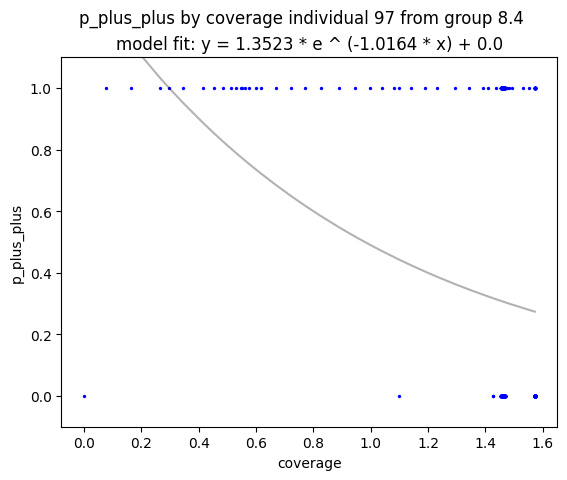 p_plus_plus by coverage individual 97 from group 8.4
model fit: y = 1.3523 * e ^ (-1.0164 * x) + 0.0
1.0
0.8
0.6
0.4
0.2
0.0
p_plus_plus
0.0 0.2 0.4 0.6 0.8 1.0 1.2 1.4 1.6
coverage